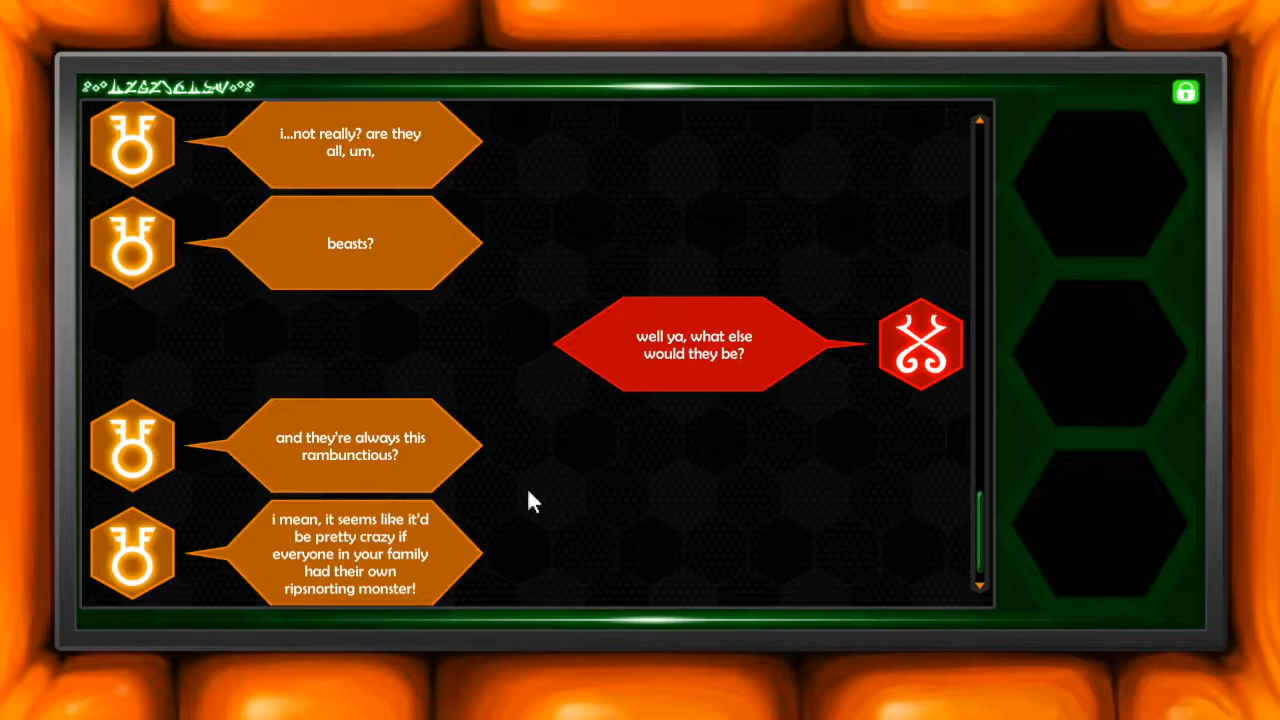 i...not really? are they
all, um,
beasts?
well ya, what else
would they be?
and they're always this
rambunctious?
i mean, it seems like it'd
be pretty crazy if
everyone in your family
had their own
ripsnorting monster!